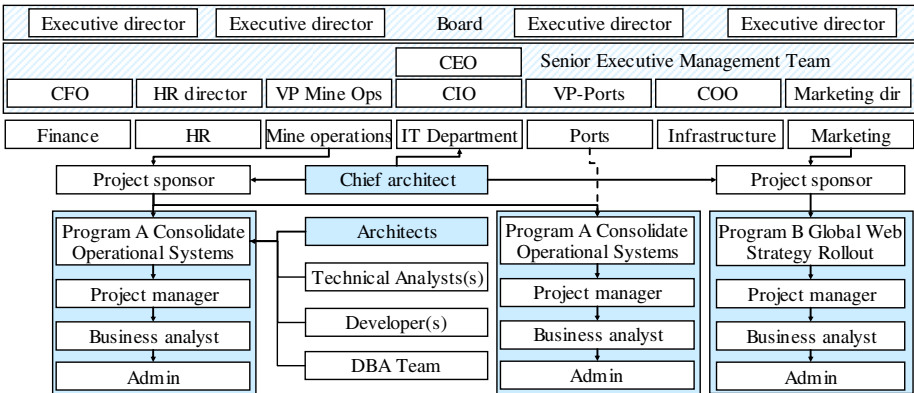 Executive director Executive director Board Executive director Executive director
CEO Senior Executive Management Team
CFO HR director VP Mine Ops CIO VP-Ports COO Marketing dir
Finance HR Mine operations IT Department Ports Infrastructure Marketing
Project sponsor Chief architect Project sponsor
Program A Consolidate
Operational Systems
Architects
Program A Consolidate
Operational Systems
Program B Global Web
Strategy Rollout
Technical Analysts(s)
Project manager Project manager Project manager
Developer(s)
Business analyst Business analyst Business analyst
DBA Team
Admin Admin Admin